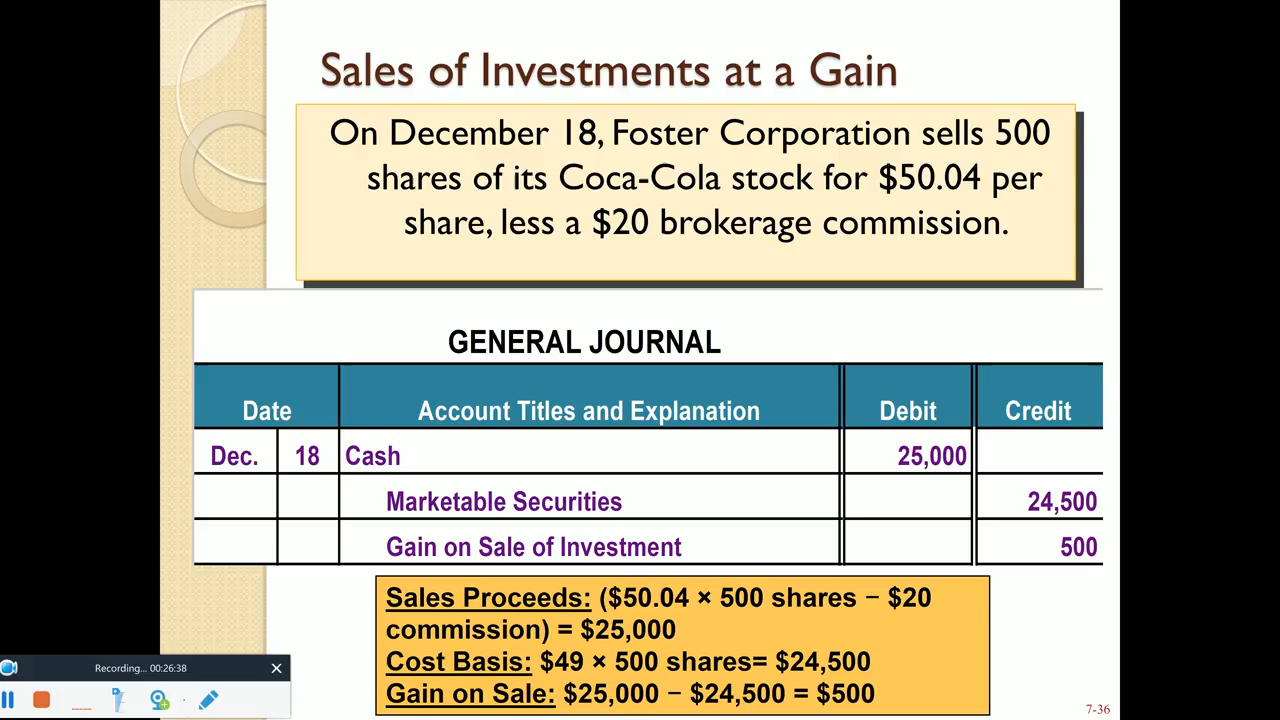 Sales of Investments at a Gain
On December 18, Foster Corporation sells 500
shares of its Coca-Cola stock for $50.04 per
share, less a $20 brokerage commission.
GENERAL JOURNAL
Date Account Titles and Explanation Debit Credit
Dec. 18 Cash 25,000
Marketable Securities 24,500
Gain on Sale of Investment 500
Sales Proceeds: ($50.04 × 500 shares − $20
commission) = $25,000
Cost Basis: $49 × 500 shares= $24,500
Gain on Sale: $25,000 − $24,500 = $500
Recording... 00:26:38
7-36